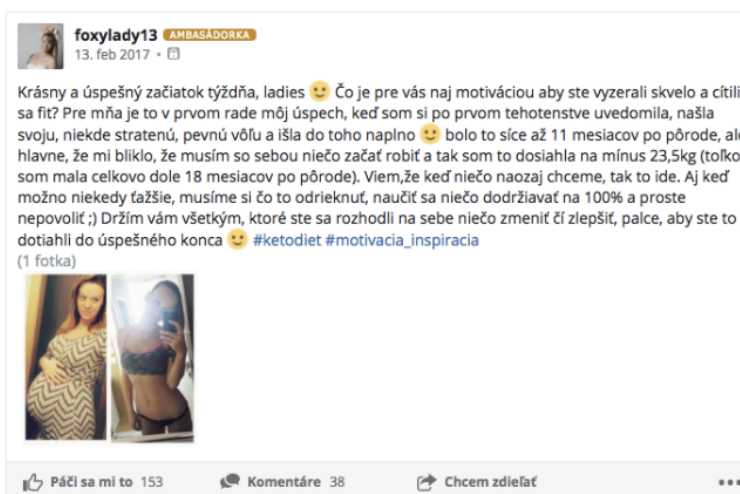 foxylady13 AMBASÁDORKA
13. feb 2017 •
Krásny a úspešný začiatok týždňa, ladies 🙂 Čo je pre vás naj motiváciou aby ste vyzerali skvelo a cítili
sa fit? Pre mňa je to v prvom rade môj úspech, keď som si po prvom tehotenstve uvedomila, našla
svoju, niekde stratenú, pevnú vôľu a išla do toho naplno 🙂 bolo to síce až 11 mesiacov po pôrode, ale
hlavne, že mi bliklo, že musím so sebou niečo začať robiť a tak som to dosiahla na mínus 23,5kg (toľko
som mala celkovo dole 18 mesiacov po pôrode). Viem,že keď niečo naozaj chceme, tak to ide. Aj keď
možno niekedy ťažšie, musíme si čo to odrieknuť, naučiť sa niečo dodržiavať na 100% a proste
nepovoliť ;) Držím vám všetkým, ktoré ste sa rozhodli na sebe niečo zmeniť čí zlepšiť, palce, aby ste to
dotiahli do úspešného konca 🙂 #ketodiet #motivacia_inspiracia
(1 fotka)
Páči sa mi to 153 Komentáre 38 Chcem zdieľať